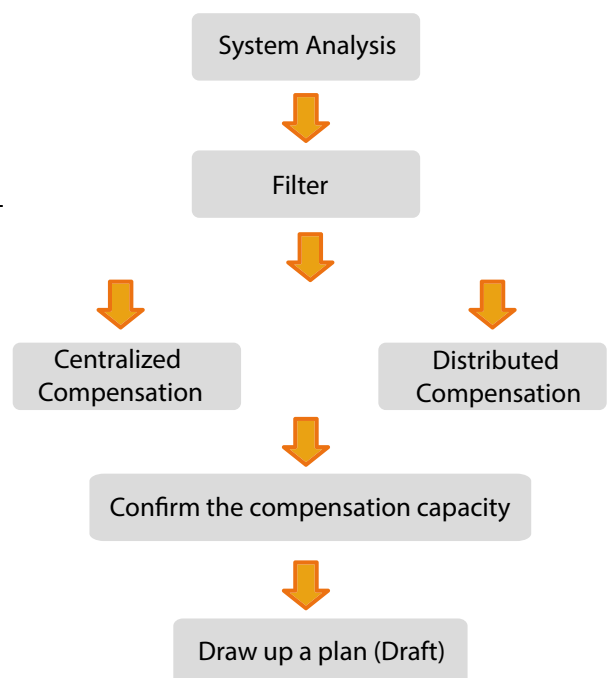 System Analysis
Filter
Centralized
Compensation
Distributed
Compensation
Confirm the compensation capacity
Draw up a plan (Draft)